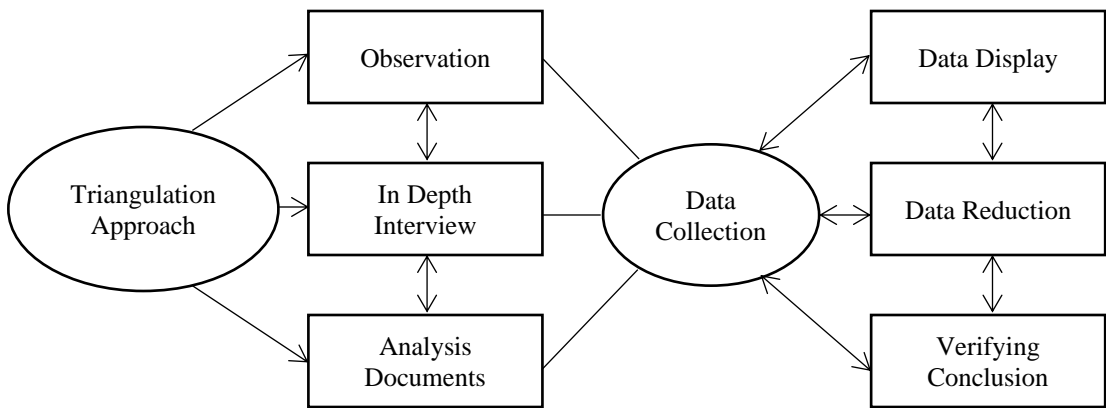 Triangulation
Approach
Observation
In Depth
Interview
Analysis
Documents
Data
Collection
Data Display
Data Reduction
Verifying
Conclusion